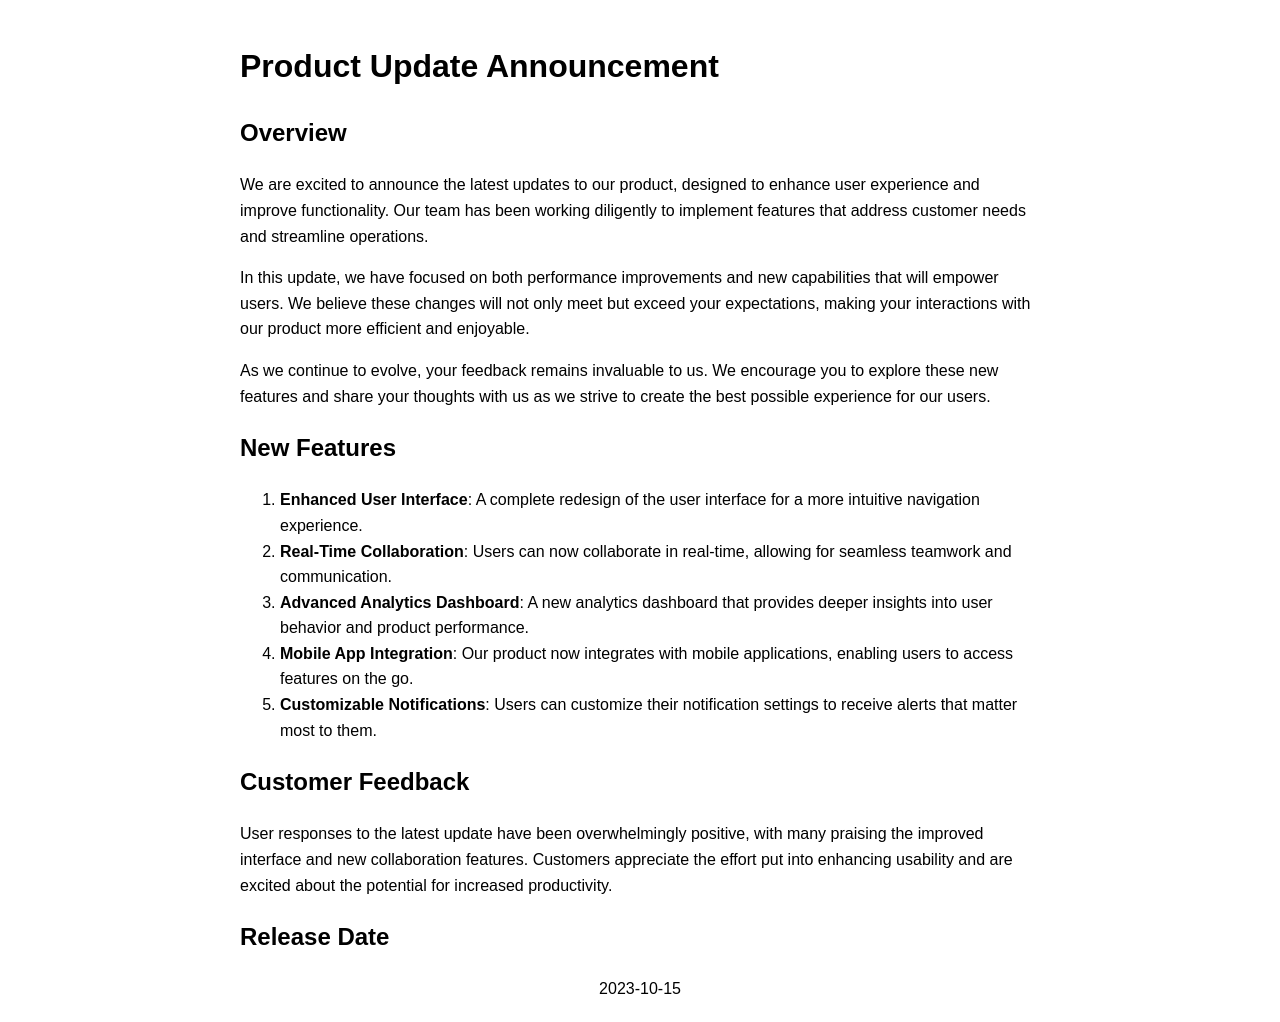 Product Update Announcement
Overview
We are excited to announce the latest updates to our product, designed to enhance user experience and
improve functionality. Our team has been working diligently to implement features that address customer needs
and streamline operations.
In this update, we have focused on both performance improvements and new capabilities that will empower
users. We believe these changes will not only meet but exceed your expectations, making your interactions with
our product more efficient and enjoyable.
As we continue to evolve, your feedback remains invaluable to us. We encourage you to explore these new
features and share your thoughts with us as we strive to create the best possible experience for our users.
New Features
1. Enhanced User Interface: A complete redesign of the user interface for a more intuitive navigation
experience.
2. Real-Time Collaboration: Users can now collaborate in real-time, allowing for seamless teamwork and
communication.
3. Advanced Analytics Dashboard: A new analytics dashboard that provides deeper insights into user
behavior and product performance.
4. Mobile App Integration: Our product now integrates with mobile applications, enabling users to access
features on the go.
5. Customizable Notifications: Users can customize their notification settings to receive alerts that matter
most to them.
Customer Feedback
User responses to the latest update have been overwhelmingly positive, with many praising the improved
interface and new collaboration features. Customers appreciate the effort put into enhancing usability and are
excited about the potential for increased productivity.
Release Date
2023-10-15